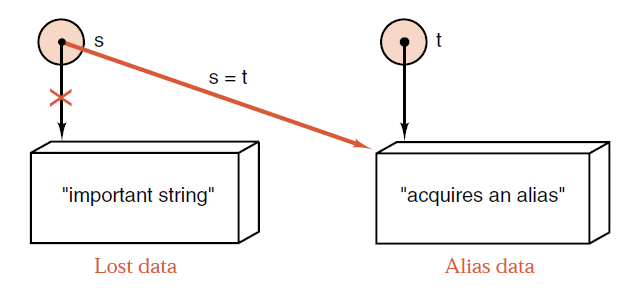 s
t
s = t
"important string"
"acquires an alias"
Lost data
Alias data